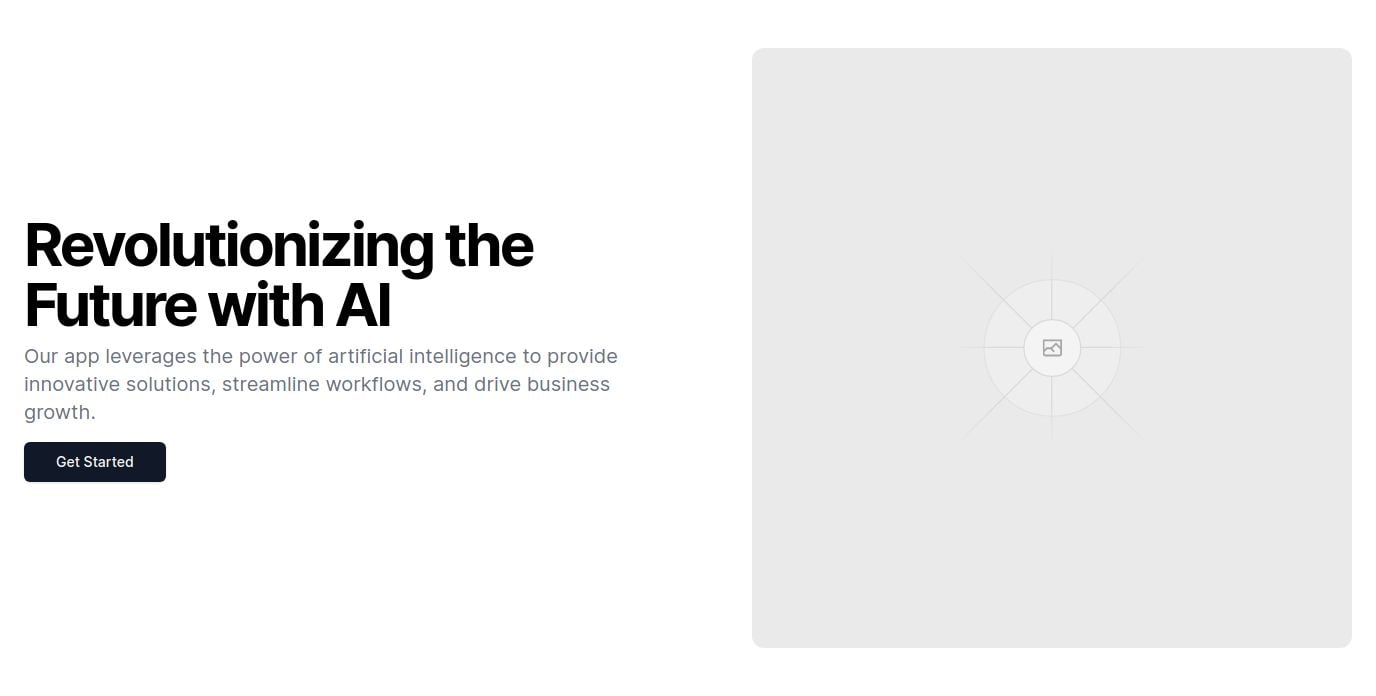 Revolutionizing the
Future with AI
Our app leverages the power of artificial intelligence to provide
innovative solutions, streamline workflows, and drive business
growth.
Get Started